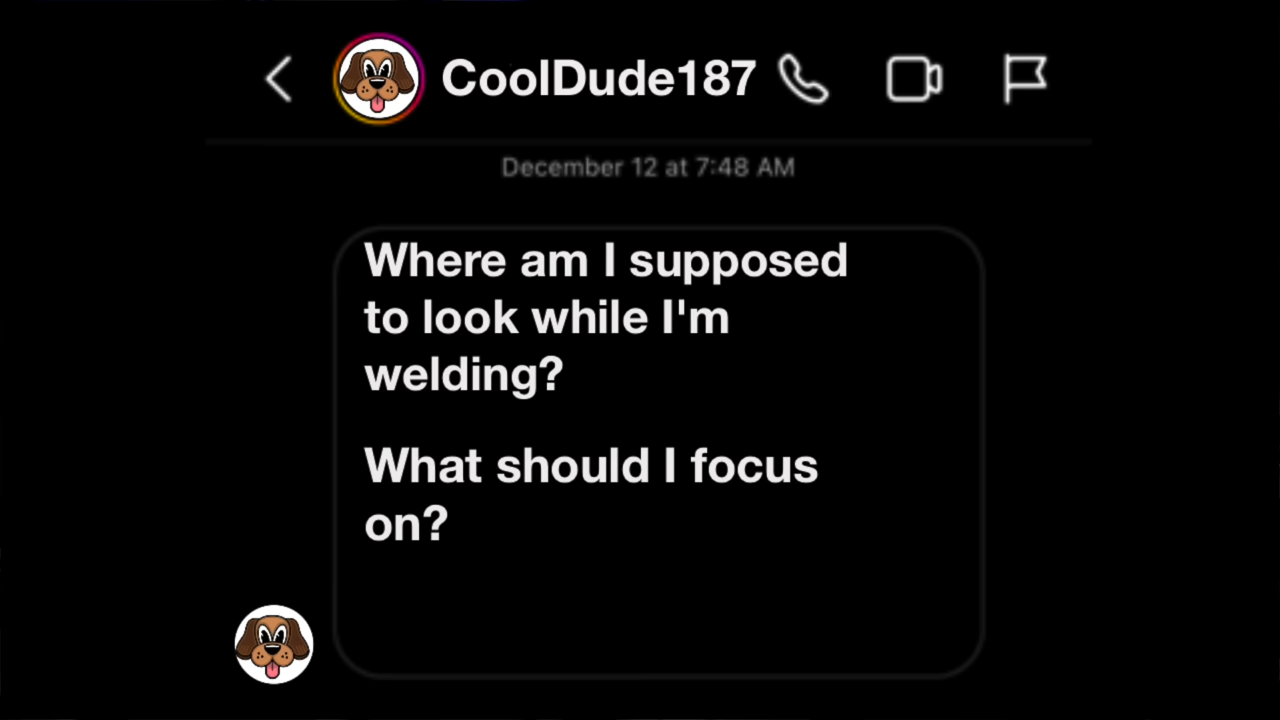 CoolDude187
December 12 at 7:48 AM
Where am I supposed
to look while I'm
welding?
What should I focus
on?